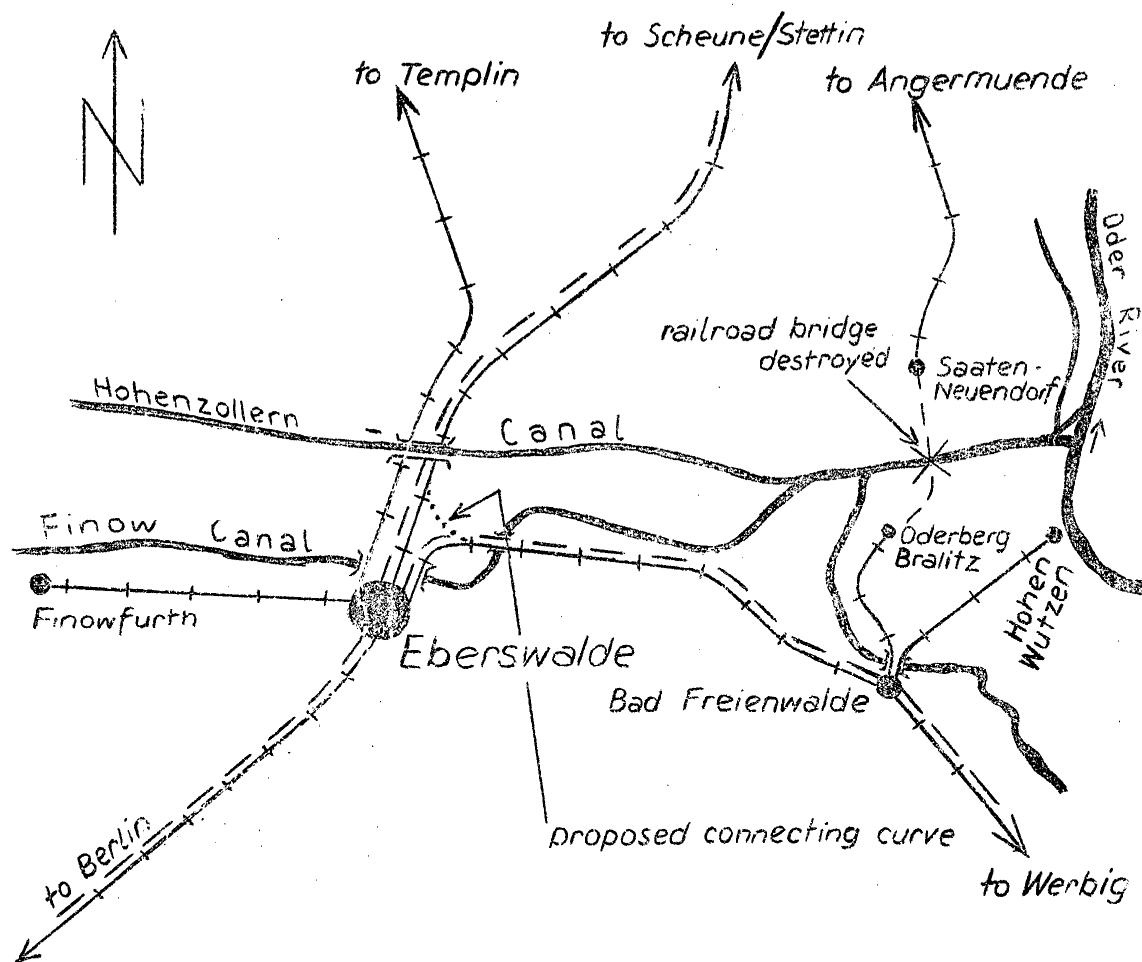 N
to Templin
to Scheune/Stettin
to Angermuende
Oder River
railroad bridge
destroyed
Saaten-
Neuendorf
Hohenzollern Canal
Finow Canal
Oderberg
Bralitz
Hohen
Wutzen
Finowfurth
Eberswalde
Bad Freienwalde
proposed connecting curve
to Berlin
to Werbig